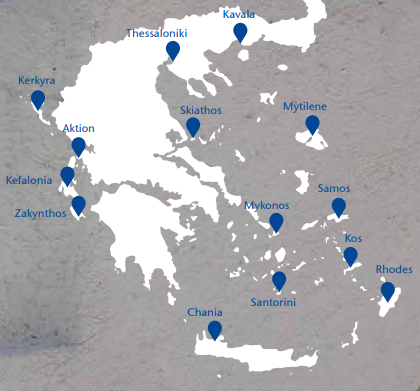 Kavala
Thessaloniki
Kerkyra
Skiathos
Mytilene
Aktion
Kefalonia
Samos
Zakynthos
Mykonos
Kos
Rhodes
Santorini
Chania